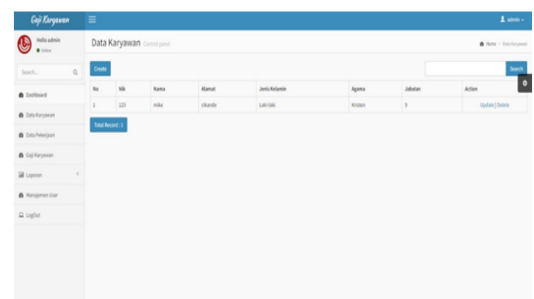 Gaji Karyawan
admin
Hello admin
Online
Search...
Dashboard
Data Karyawan
Data Pekerjaan
Gaji Karyawan
Laporan
Manajemen User
LogOut
Data Karyawan Control panel
Home > Data Karyawan
Create
Search
No Nik Nama Alamat Jenis Kelamin Agama Jabatan Action
1 123 mike cikande Laki-laki Kristen Update | Delete
Total Record : 1